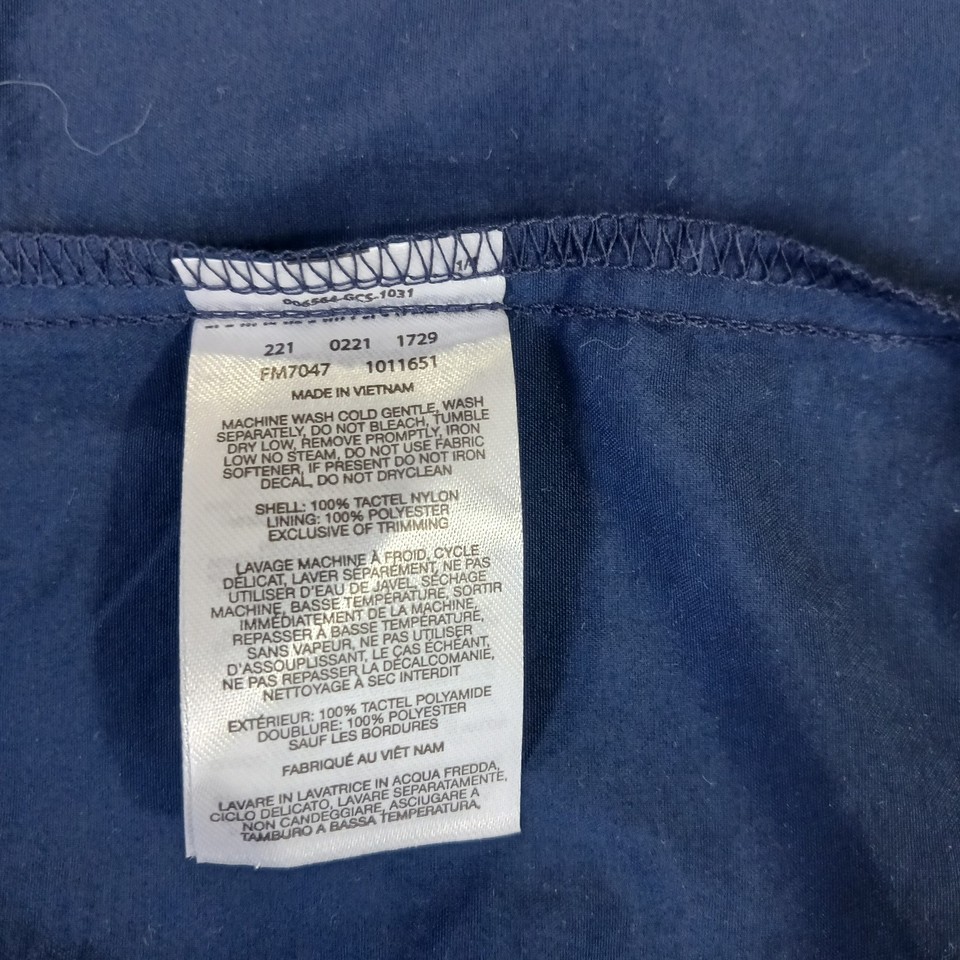 1/
006564-GCS-1031
221 0221 1729
FM7047 1011651
MADE IN VIETNAM
MACHINE WASH COLD GENTLE, WASH
SEPARATELY, DO NOT BLEACH, TUMBLE
DRY LOW, REMOVE PROMPTLY, IRON
LOW NO STEAM, DO NOT USE FABRIC
SOFTENER, IF PRESENT DO NOT IRON
DECAL, DO NOT DRYCLEAN
SHELL: 100% TACTEL NYLON
LINING: 100% POLYESTER
EXCLUSIVE OF TRIMMING
LAVAGE MACHINE À FROID, CYCLE
DÉLICAT, LAVER SÉPARÉMENT, NE PAS
UTILISER D'EAU DE JAVEL, SÉCHAGE
MACHINE, BASSE TEMPÉRATURE, SORTIR
IMMÉDIATEMENT DE LA MACHINE,
REPASSER À BASSE TEMPÉRATURE,
SANS VAPEUR, NE PAS UTILISER
D'ASSOUPLISSANT, LE CAS ÉCHÉANT,
NE PAS REPASSER LA DÉCALCOMANIE,
NETTOYAGE À SEC INTERDIT
EXTÉRIEUR: 100% TACTEL POLYAMIDE
DOUBLURE: 100% POLYESTER
SAUF LES BORDURES
FABRIQUÉ AU VIÊT NAM
LAVARE IN LAVATRICE IN ACQUA FREDDA,
CICLO DELICATO, LAVARE SEPARATAMENTE,
NON CANDEGGIARE, ASCIUGARE A
TAMBURO A BASSA TEMPERATURA,